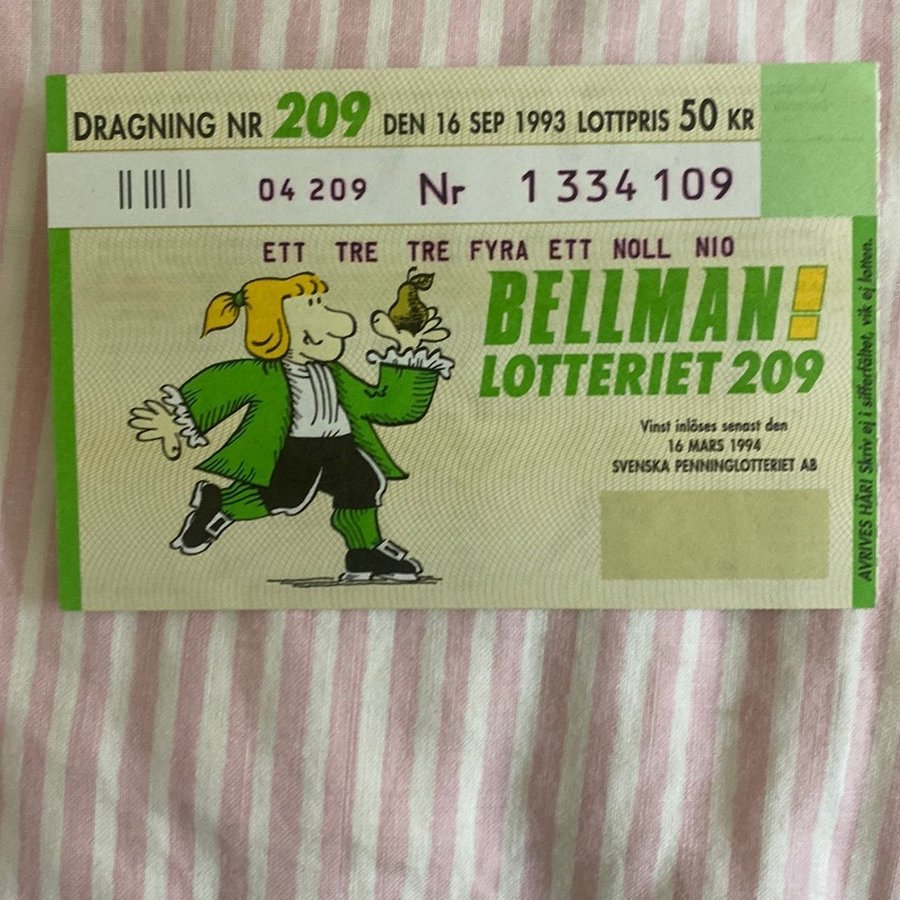 DRAGNING NR 209 DEN 16 SEP 1993 LOTTPRIS 50 KR
04 209 Nr 1 334 109
ETT TRE TRE FYRA ETT NOLL NIO
BELLMAN!
LOTTERIET 209
Vinst inlöses senast den
16 MARS 1994
SVENSKA PENNINGLOTTERIET AB
AVRIVES HÄR! Skriv ej i sifferfältet, vik ej lotten.